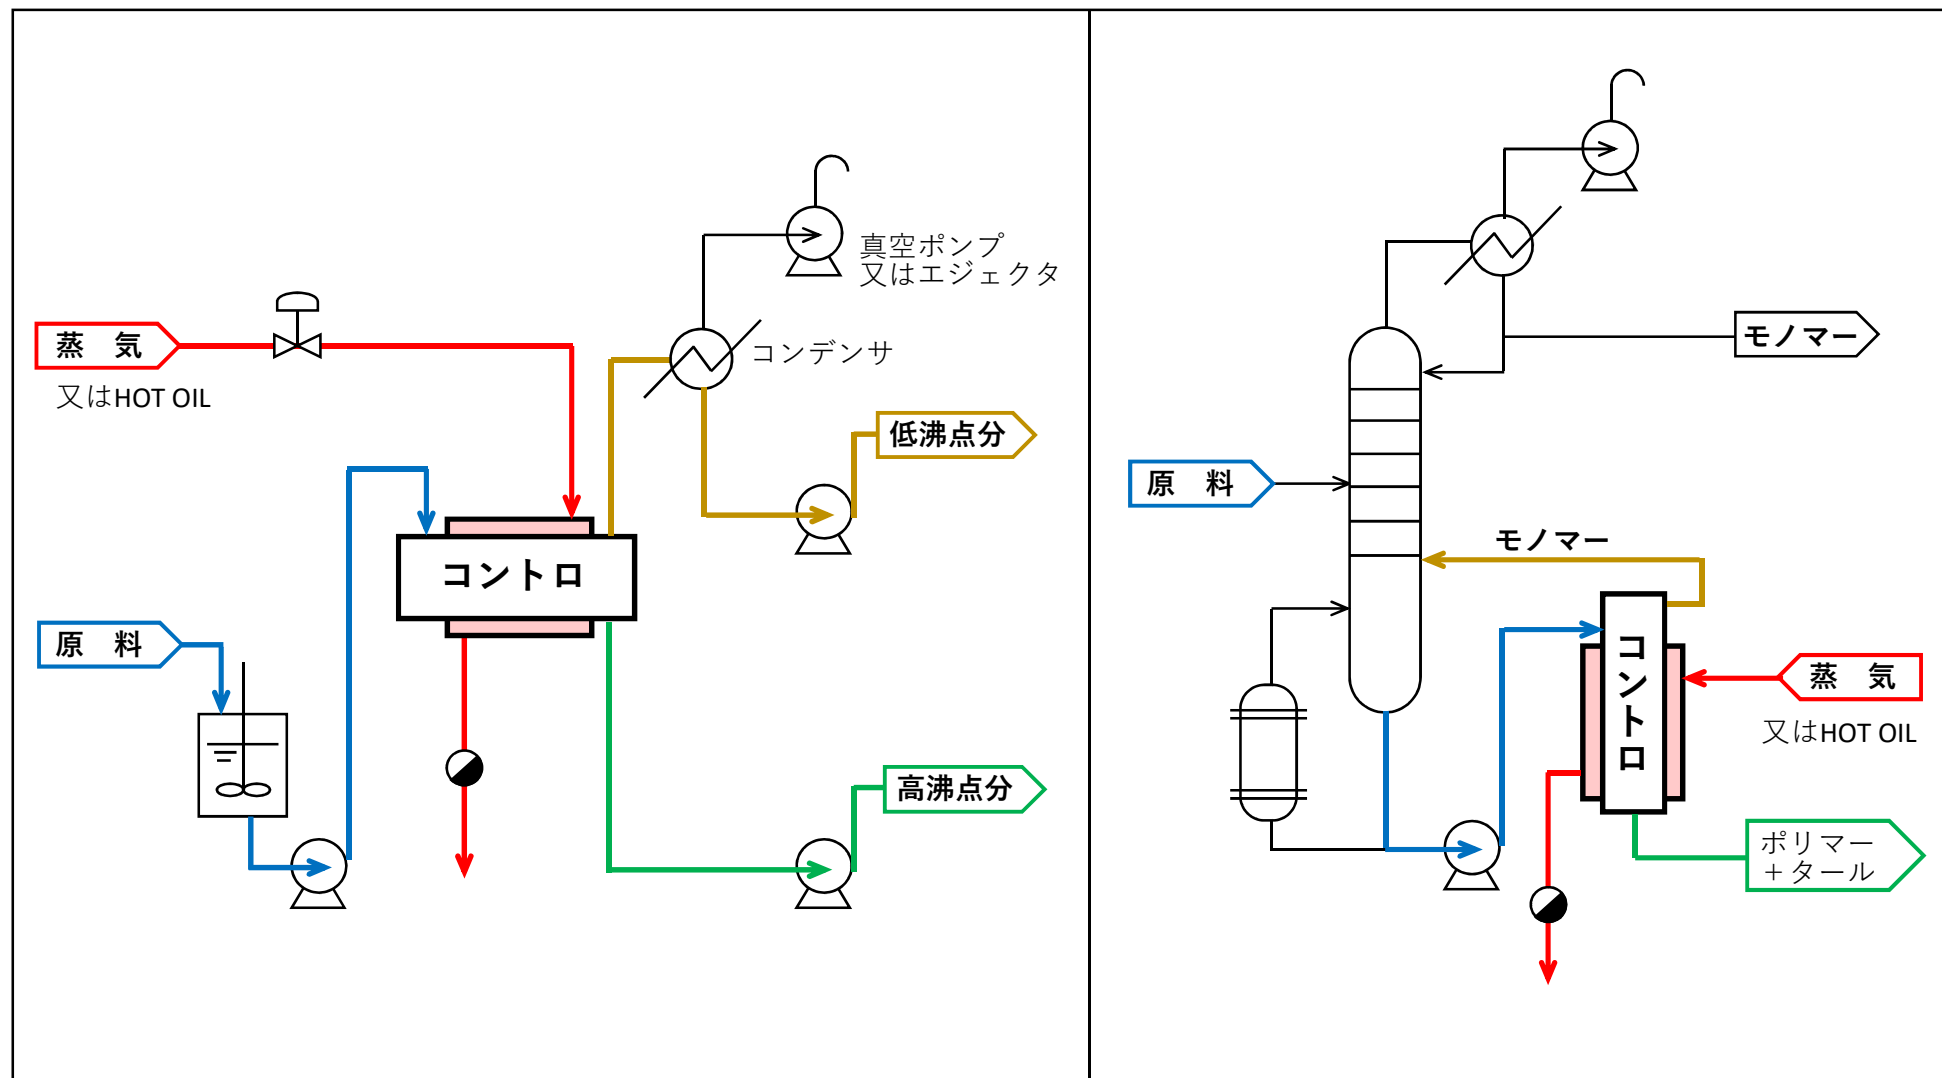 真空ポンプ
又はエジェクタ
蒸 気
又はHOT OIL
コンデンサ
低沸点分
コントロ
原 料
高沸点分
モノマー
原 料
モノマー
コントロ
蒸 気
又はHOT OIL
ポリマー
+タール